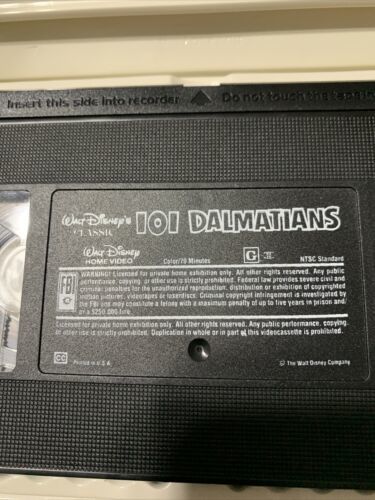 Insert this side into recorder Do not touch the tape
WALT DISNEY'S CLASSIC
101 DALMATIANS
WALT DISNEY HOME VIDEO
Color/79 Minutes
G
NTSC Standard
WARNING: Licensed for private home exhibition only. All other rights reserved. Any public
performance, copying, or other use is strictly prohibited. Federal law provides severe civil and
criminal penalties for the unauthorized reproduction, distribution or exhibition of copyrighted
motion pictures, videotapes or videodiscs. Criminal copyright infringement is investigated by
the FBI and may constitute a felony with a maximum penalty of up to five years in prison and/
or a $250,000 fine.
Licensed for private home exhibition only. All other rights reserved. Any public performance, copying,
or other use is strictly prohibited. Duplication in whole or in part of this videocassette is prohibited.
CC
Printed in U.S.A.
© The Walt Disney Company